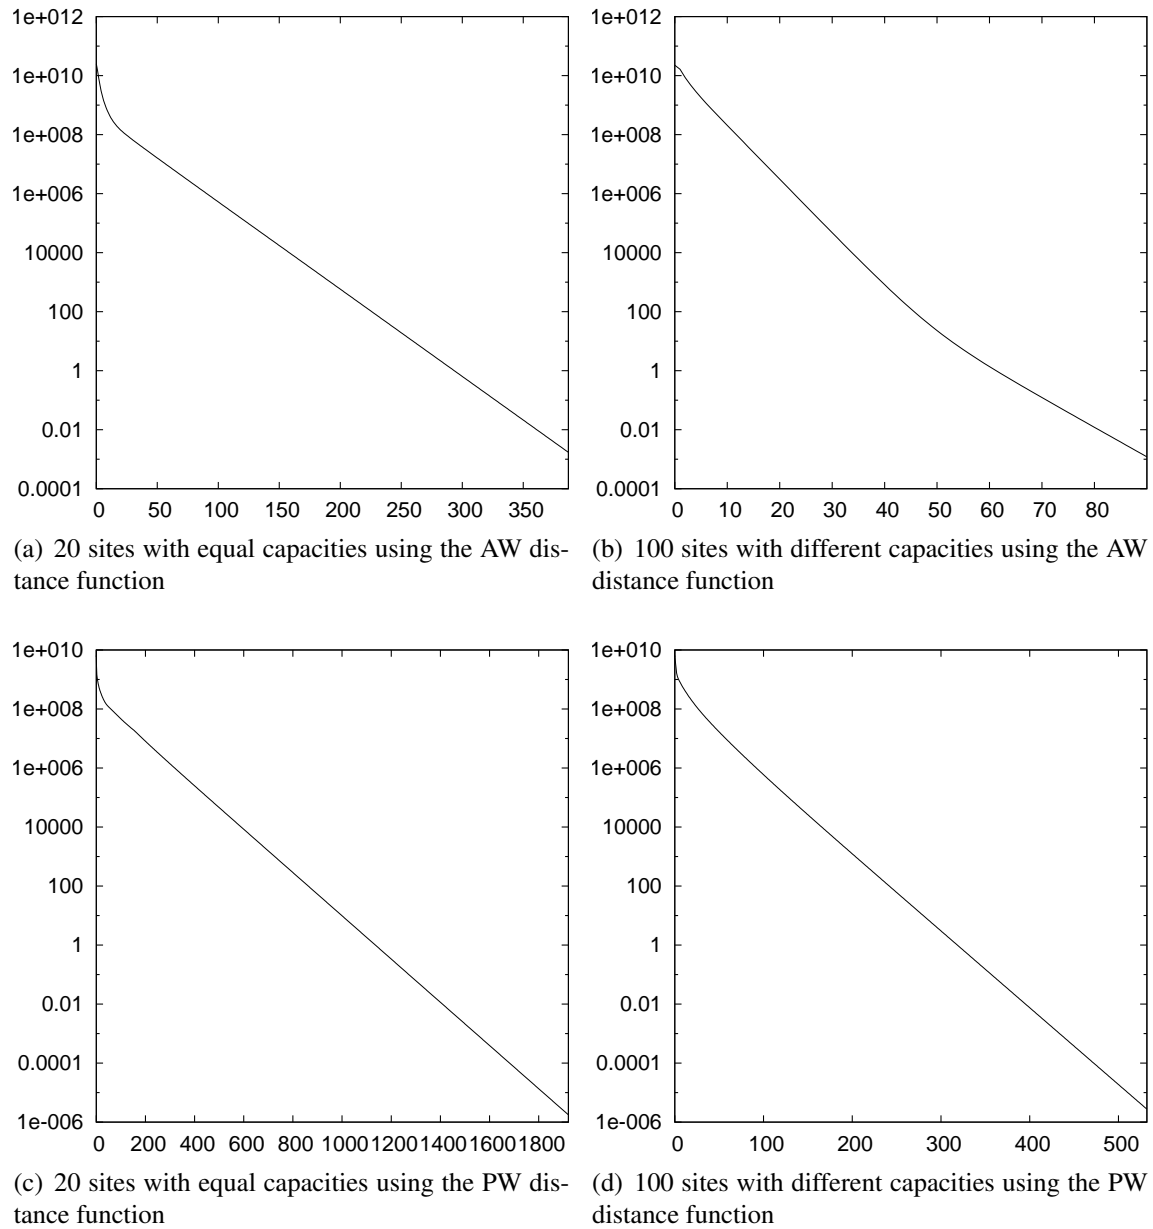 1e+012
1e+010
1e+008
1e+006
10000
100
1
0.01
0.0001
0 50 100 150 200 250 300 350
(a) 20 sites with equal capacities using the AW dis-
tance function
1e+012
1e+010
1e+008
1e+006
10000
100
1
0.01
0.0001
0 10 20 30 40 50 60 70 80
(b) 100 sites with different capacities using the AW
distance function
1e+010
1e+008
1e+006
10000
100
1
0.01
0.0001
1e-006
0 200 400 600 800 1000 1200 1400 1600 1800
(c) 20 sites with equal capacities using the PW dis-
tance function
1e+010
1e+008
1e+006
10000
100
1
0.01
0.0001
1e-006
0 100 200 300 400 500
(d) 100 sites with different capacities using the PW
distance function